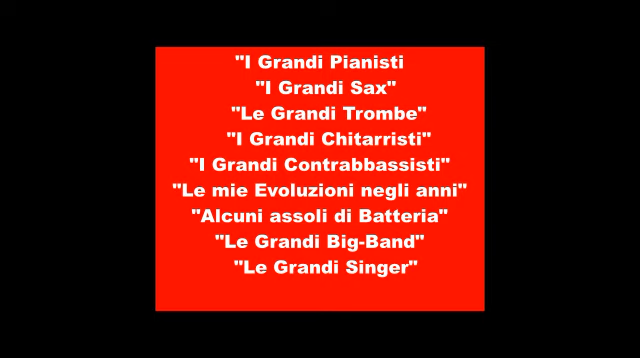 "I Grandi Pianisti
"I Grandi Sax"
"Le Grandi Trombe"
"I Grandi Chitarristi"
"I Grandi Contrabbassisti"
"Le mie Evoluzioni negli anni"
"Alcuni assoli di Batteria"
"Le Grandi Big-Band"
"Le Grandi Singer"